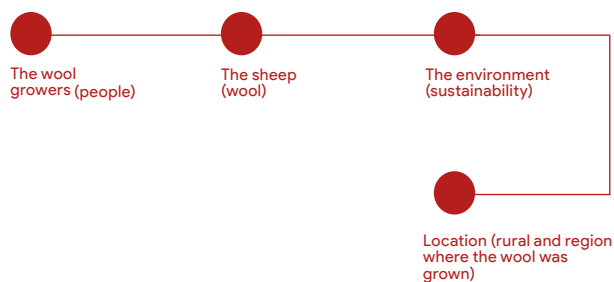 The wool
growers (people)
The sheep
(wool)
The environment
(sustainability)
Location (rural and region
where the wool was
grown)